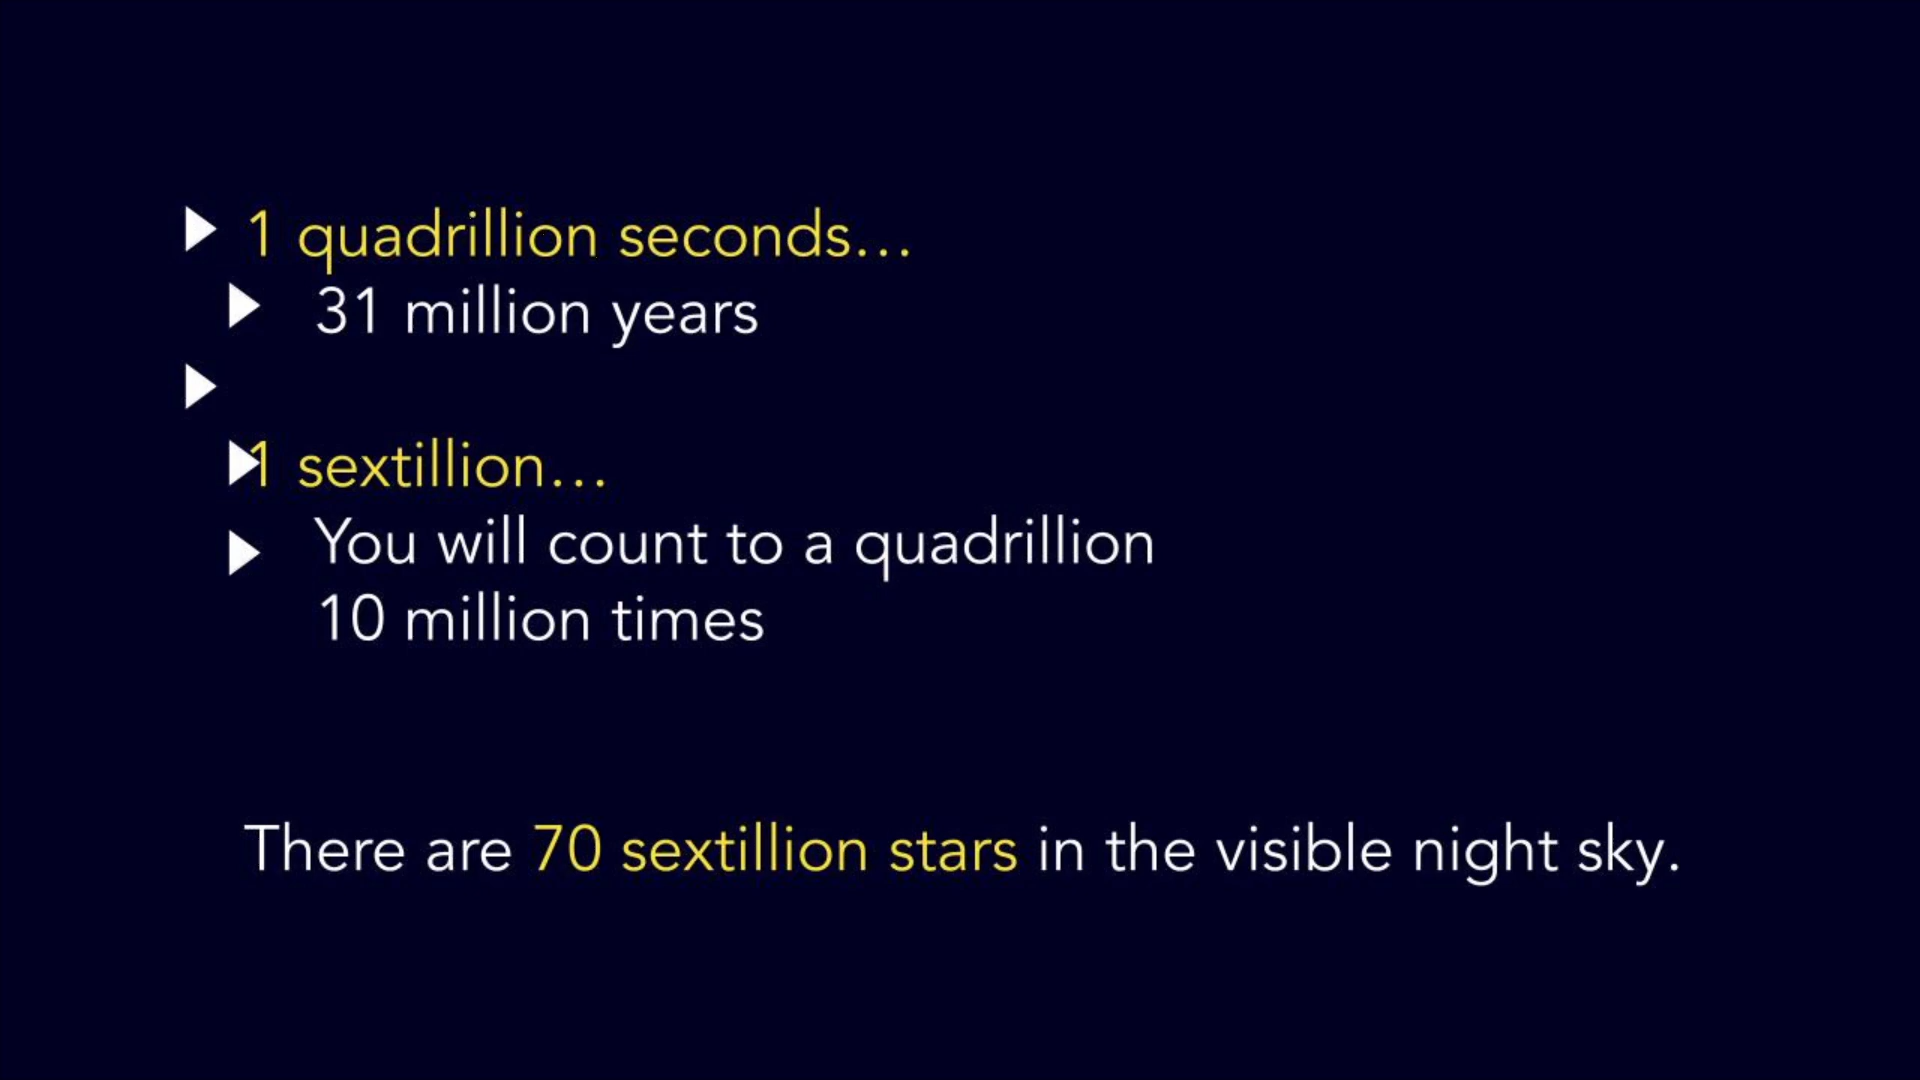 1 quadrillion seconds…
31 million years
1 sextillion…
You will count to a quadrillion
10 million times
There are 70 sextillion stars in the visible night sky.